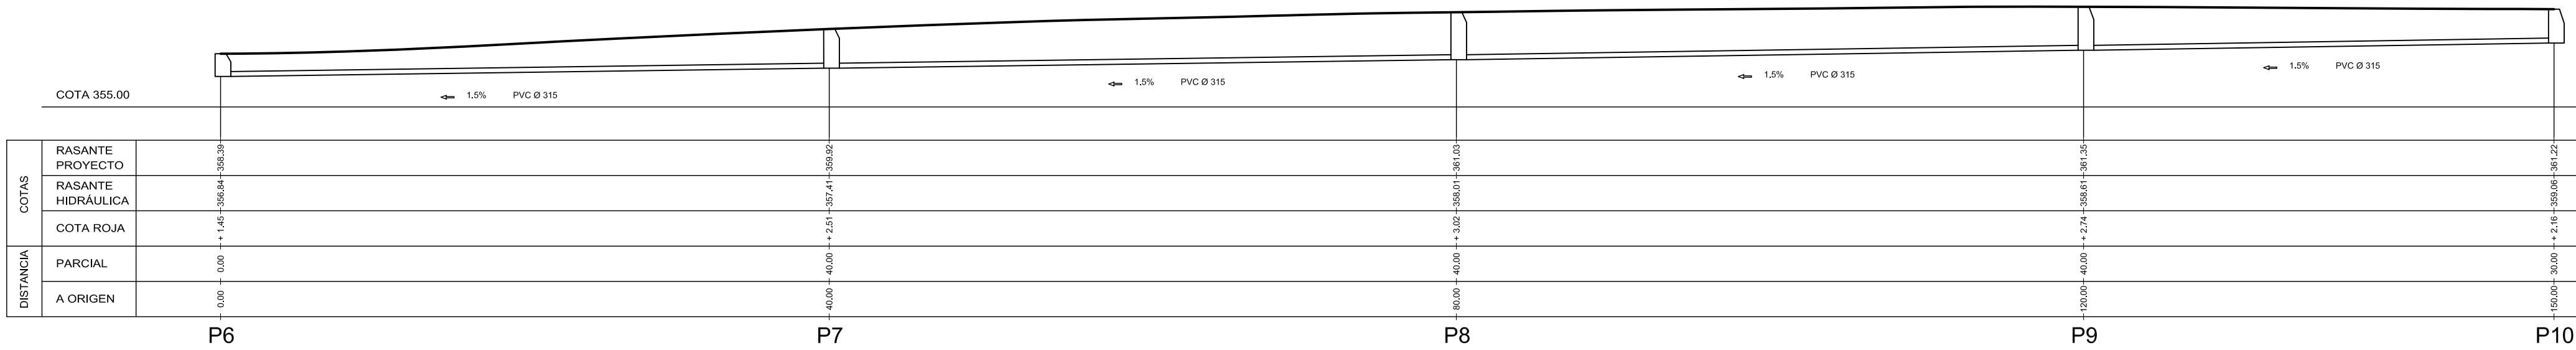 1.5% PVC Ø 315
1.5% PVC Ø 315
1.5% PVC Ø 315
1.5% PVC Ø 315
COTA 355.00
COTAS
RASANTE
PROYECTO
358.39 359.92 361.03 361.35 361.22
RASANTE
HIDRÁULICA
356.84 357.41 358.01 358.61 359.06
COTA ROJA
+ 1.45 + 2.51 + 3.02 + 2.74 + 2.16
DISTANCIA
PARCIAL
0.00 40.00 40.00 40.00 30.00
A ORIGEN
0.00 40.00 80.00 120.00 150.00
P6 P7 P8 P9 P10